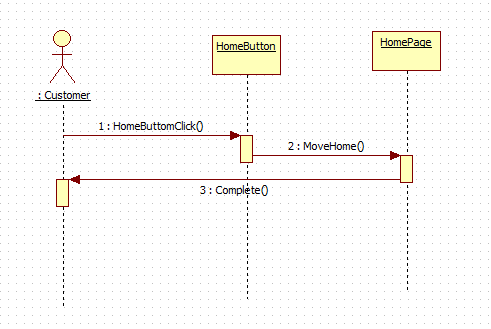 HomeButton
HomePage
: Customer
1 : HomeButtomClick()
2 : MoveHome()
3 : Complete()